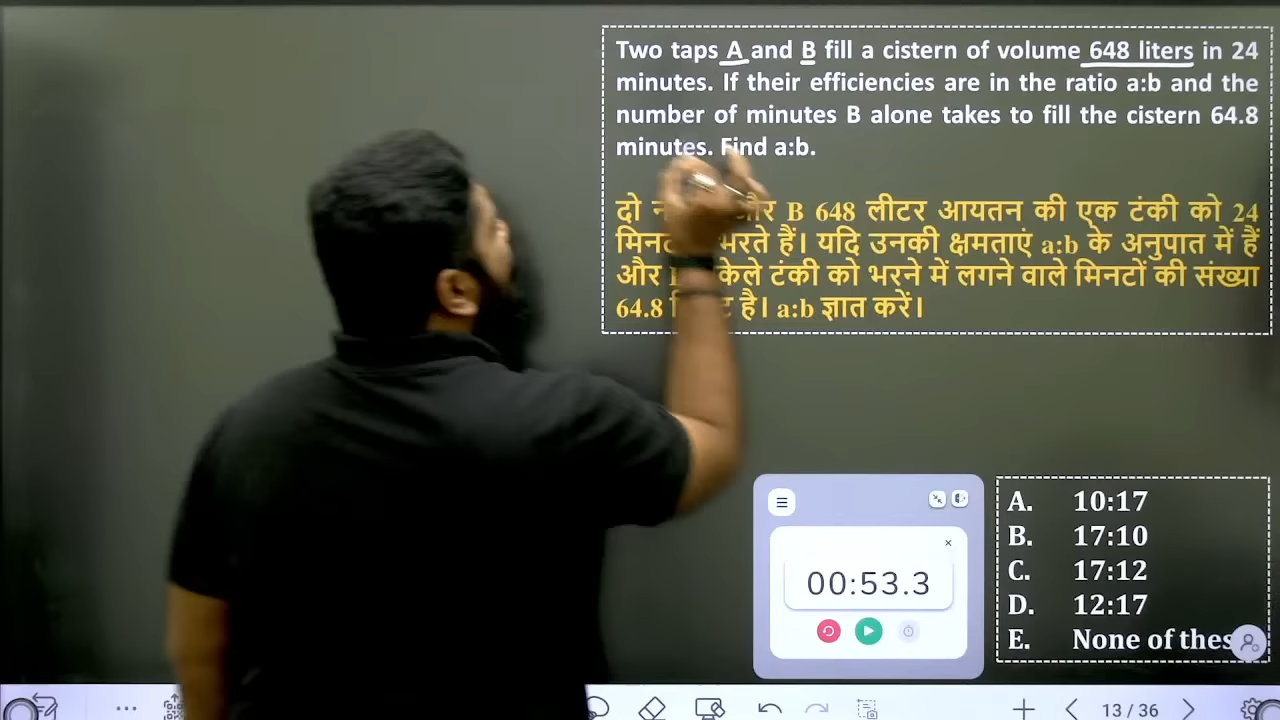 Two taps A and B fill a cistern of volume 648 liters in 24
minutes. If their efficiencies are in the ratio a:b and the
number of minutes B alone takes to fill the cistern 64.8
minutes. Find a:b.
दो B 648 लीटर आयतन की एक टंकी को 24
हैं। यदि उनकी क्षमताएं a:b के अनुपात में हैं
और टंकी को भरने में लगने वाले मिनटों की संख्या
64.8 है। a:b ज्ञात करें।
00:53.3
A. 10:17
B. 17:10
C. 17:12
D. 12:17
E. None of thes
13 / 36